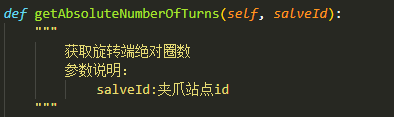 def getAbsoluteNumberOfTurns(self, salveId):
"""
获取旋转端绝对圈数
参数说明:
salveId:夹爪站点id
"""